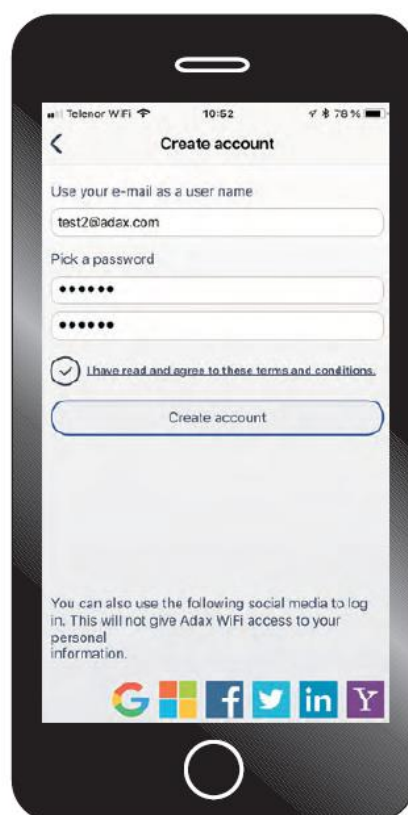 Telenor WiFi 10:52 78 %
Create account
Use your e-mail as a user name
test2@adax.com
Pick a password
••••••
••••••
I have read and agree to these terms and conditions.
Create account
You can also use the following social media to log
in. This will not give Adax WiFi access to your
personal
information.
G f in Y